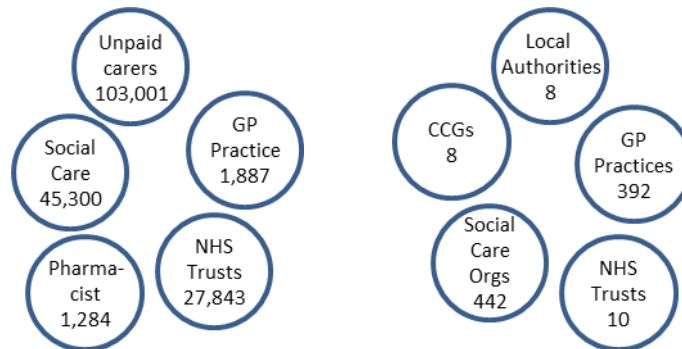 Unpaid
carers
103,001
GP
Practice
1,887
Social
Care
45,300
NHS
Trusts
27,843
Pharma-
cist
1,284
Local
Authorities
8
CCGs
8
GP
Practices
392
Social
Care
Orgs
442
NHS
Trusts
10